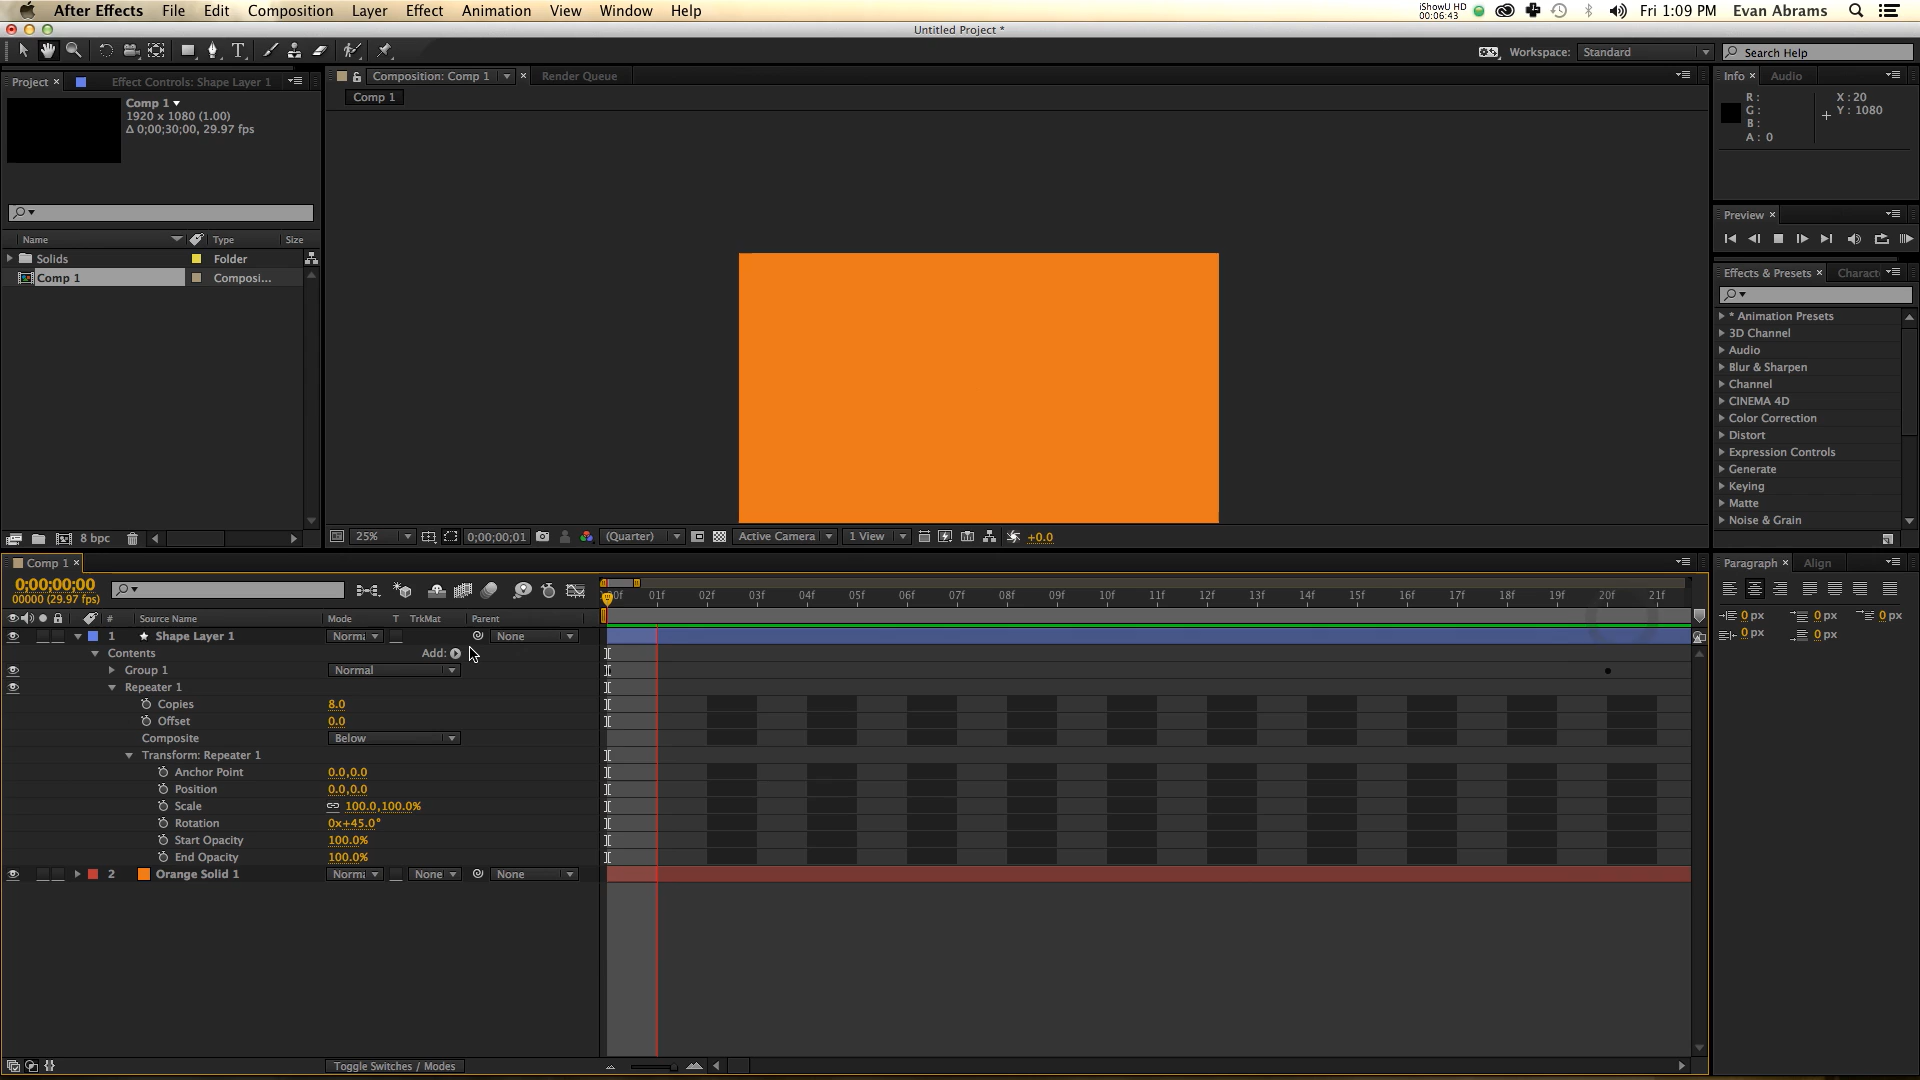 After Effects File Edit Composition Layer Effect Animation View Window Help iShowU HD 00:06:43 Fri 1:09 PM Evan Abrams
Untitled Project *
Workspace: Standard Search Help
Project × Effect Controls: Shape Layer 1 Composition: Comp 1 × Render Queue Info × Audio
Comp 1
Comp 1
1920 x 1080 (1.00)
Δ 0;00;30;00, 29.97 fps
R :
G :
B :
A : 0
X : 20
Y : 1080
Preview ×
Name Type Size
Solids Folder
Comp 1 Composi...
Effects & Presets × Charact
* Animation Presets
3D Channel
Audio
Blur & Sharpen
Channel
CINEMA 4D
Color Correction
Distort
Expression Controls
Generate
Keying
Matte
Noise & Grain
8 bpc 25% 0;00;00;01 (Quarter) Active Camera 1 View +0.0
Comp 1 × Paragraph × Align
0;00;00;00
00000 (29.97 fps)
00f 01f 02f 03f 04f 05f 06f 07f 08f 09f 10f 11f 12f 13f 14f 15f 16f 17f 18f 19f 20f 21f
# Source Name Mode T TrkMat Parent
0 px 0 px 0 px
0 px 0 px
1 Shape Layer 1 Norma None
Contents Add:
Group 1 Normal
Repeater 1
Copies 8.0
Offset 0.0
Composite Below
Transform: Repeater 1
Anchor Point 0.0,0.0
Position 0.0,0.0
Scale 100.0,100.0%
Rotation 0x+45.0°
Start Opacity 100.0%
End Opacity 100.0%
2 Orange Solid 1 Norma None None
Toggle Switches / Modes